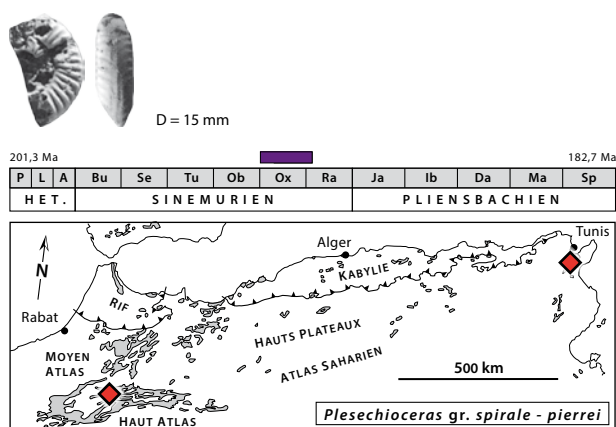 D = 15 mm
201,3 Ma 182,7 Ma
P L A Bu Se Tu Ob Ox Ra Ja Ib Da Ma Sp
HET. SINEMURIEN PLIENSBACHIEN
Tunis
Alger
N
KABYLIE
RIF
Rabat
HAUTS PLATEAUX
MOYEN
ATLAS
ATLAS SAHARIEN
500 km
HAUT ATLAS
Plesechioceras gr. spirale - pierrei